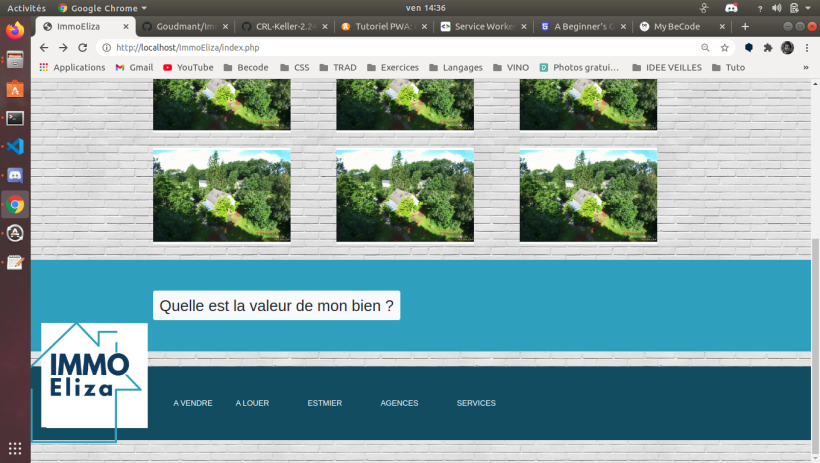 Activités
Google Chrome
ven 14:36
ImmoEliza
Goudmant/Im
CRL-Keller-2.24
Tutoriel PWA:
Service Worker
A Beginner's G
My BeCode
http://localhost/ImmoEliza/index.php
Applications
Gmail
YouTube
Becode
CSS
TRAD
Exercices
Langages
VINO
Photos gratui...
IDEE VEILLES
Tuto
»
Quelle est la valeur de mon bien ?
IMMO
Eliza
A VENDRE
A LOUER
ESTMIER
AGENCES
SERVICES